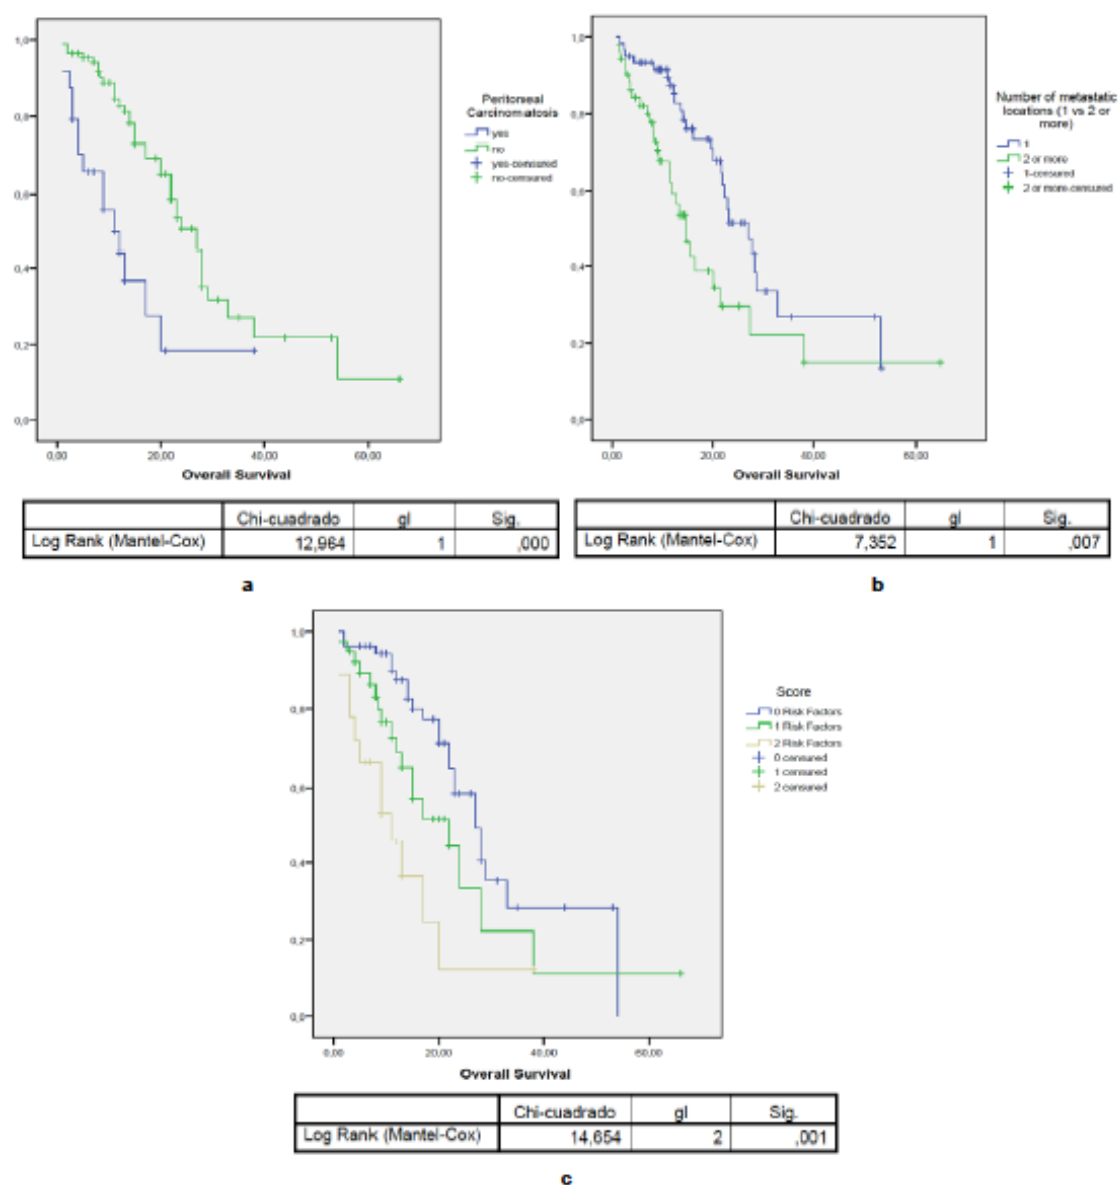 1,0
0,8
0,6
0,4
0,2
0,0
0,00 20,00 40,00 60,00
Overall Survival
Peritoneal
Carcinomatosis
yes
no
yes-censured
no-censured
Chi-cuadrado gl Sig.
Log Rank (Mantel-Cox) 12,964 1 ,000
a
1,0
0,8
0,6
0,4
0,2
0,0
0,00 20,00 40,00 60,00
Overall Survival
Number of metastatic
locations (1 vs 2 or
more)
1
2 or more
1-censured
2 or more-censured
Chi-cuadrado gl Sig.
Log Rank (Mantel-Cox) 7,352 1 ,007
b
1,0
0,8
0,6
0,4
0,2
0,0
0,00 20,00 40,00 60,00
Overall Survival
Score
0 Risk Factors
1 Risk Factors
2 Risk Factors
0 censured
1 censured
2 censured
Chi-cuadrado gl Sig.
Log Rank (Mantel-Cox) 14,654 2 ,001
c